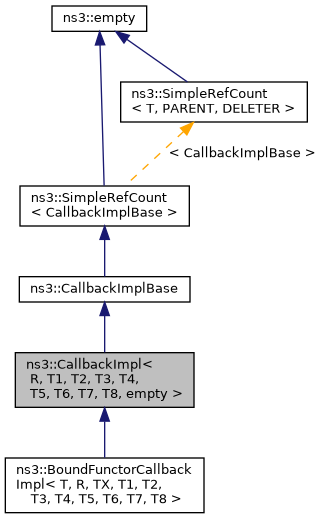 ns3::empty
ns3::SimpleRefCount
< T, PARENT, DELETER >
< CallbackImplBase >
ns3::SimpleRefCount
< CallbackImplBase >
ns3::CallbackImplBase
ns3::CallbackImpl<
R, T1, T2, T3, T4,
T5, T6, T7, T8, empty >
ns3::BoundFunctorCallback
Impl< T, R, TX, T1, T2,
T3, T4, T5, T6, T7, T8 >